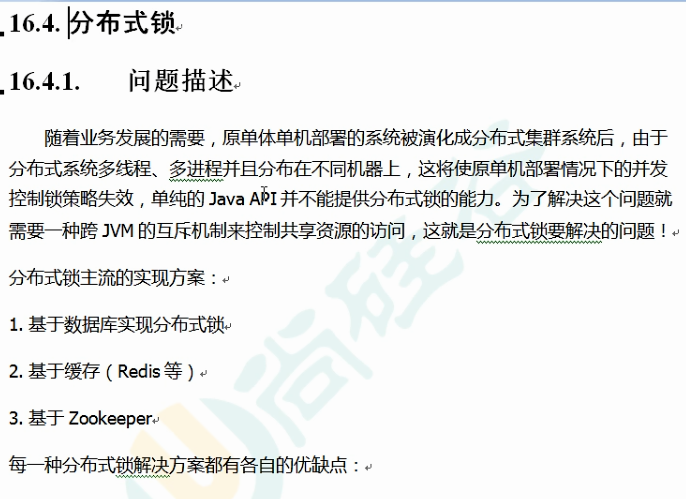 16.4. 分布式锁
16.4.1. 问题描述
随着业务发展的需要，原单体单机部署的系统被演化成分布式集群系统后，由于
分布式系统多线程、多进程并且分布在不同机器上，这将使原单机部署情况下的并发
控制锁策略失效，单纯的 Java API 并不能提供分布式锁的能力。为了解决这个问题就
需要一种跨 JVM 的互斥机制来控制共享资源的访问，这就是分布式锁要解决的问题！
分布式锁主流的实现方案：
1. 基于数据库实现分布式锁
2. 基于缓存（Redis 等）
3. 基于 Zookeeper
每一种分布式锁解决方案都有各自的优缺点：
尚硅谷